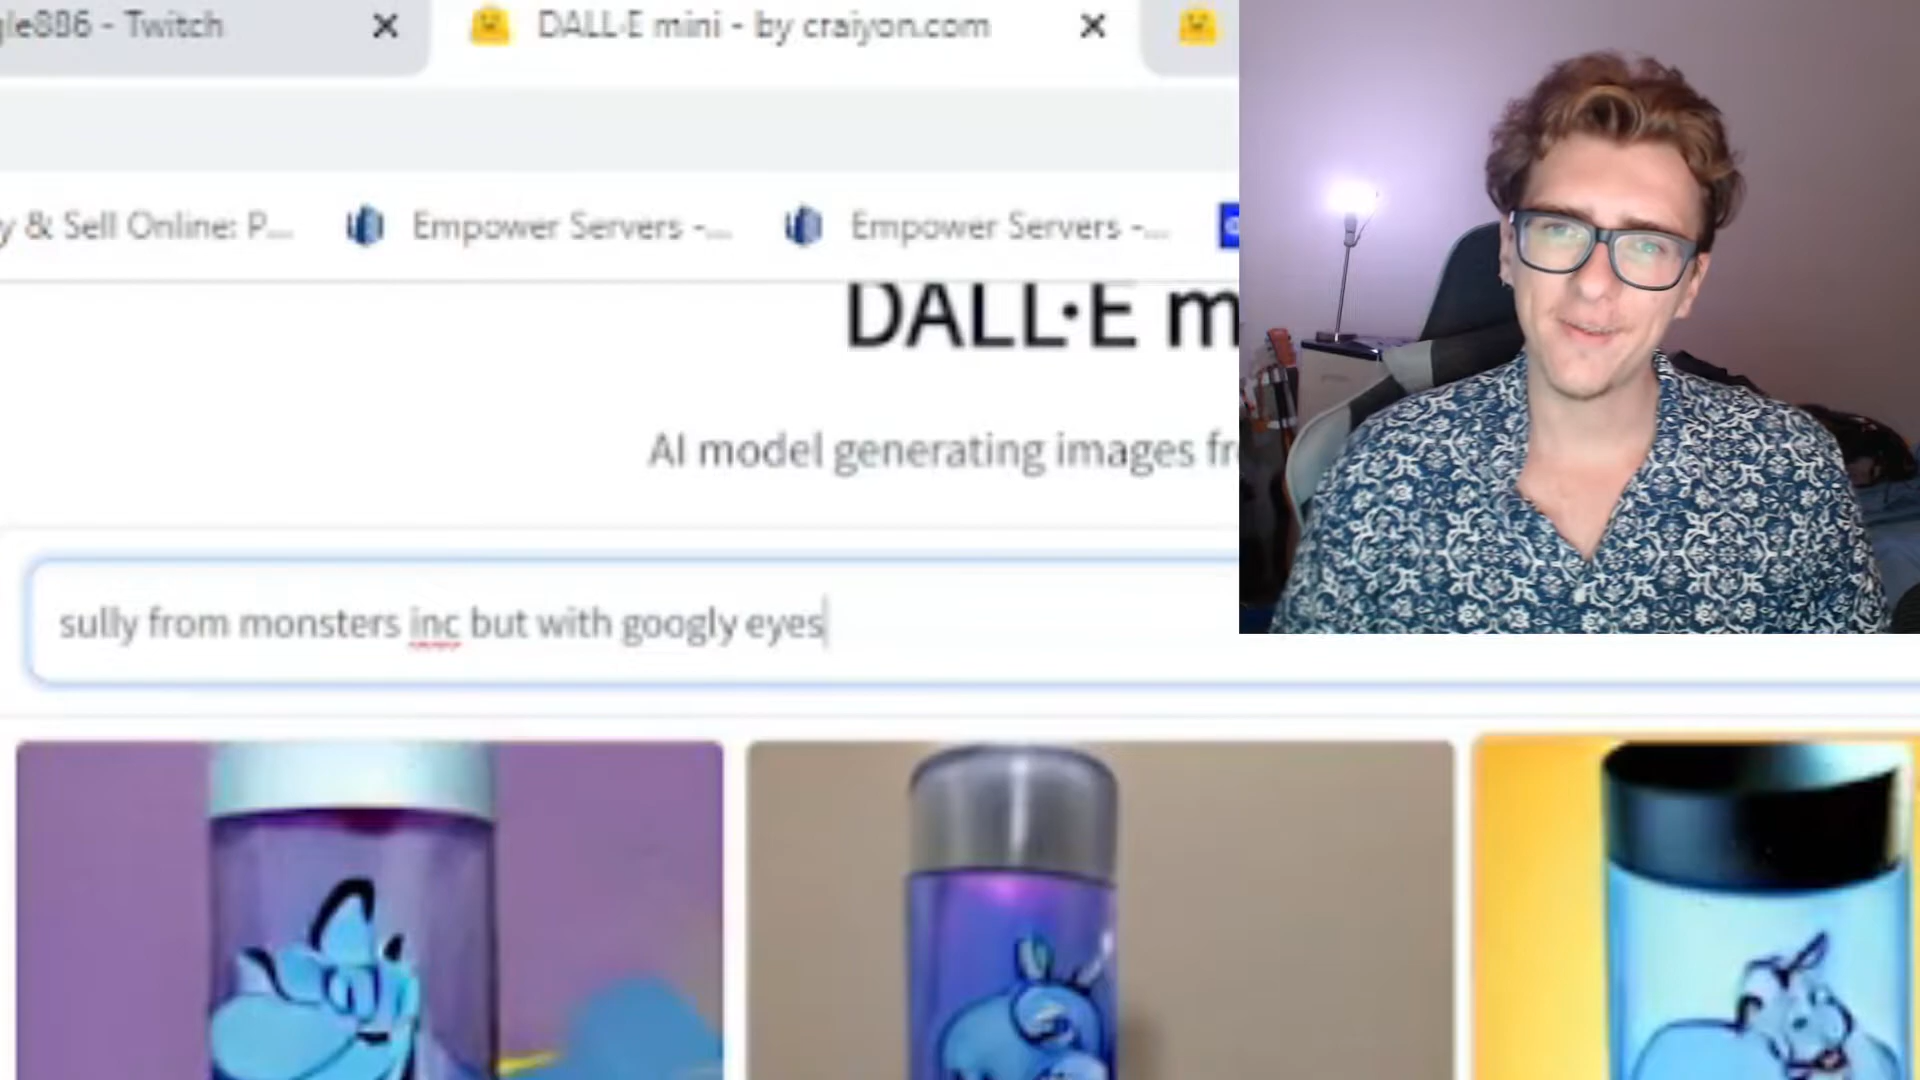 gle886 - Twitch
DALL·E mini - by craiyon.com
y & Sell Online: P...
Empower Servers -...
Empower Servers -...
DALL·E m
AI model generating images fr
sully from monsters inc but with googly eyes